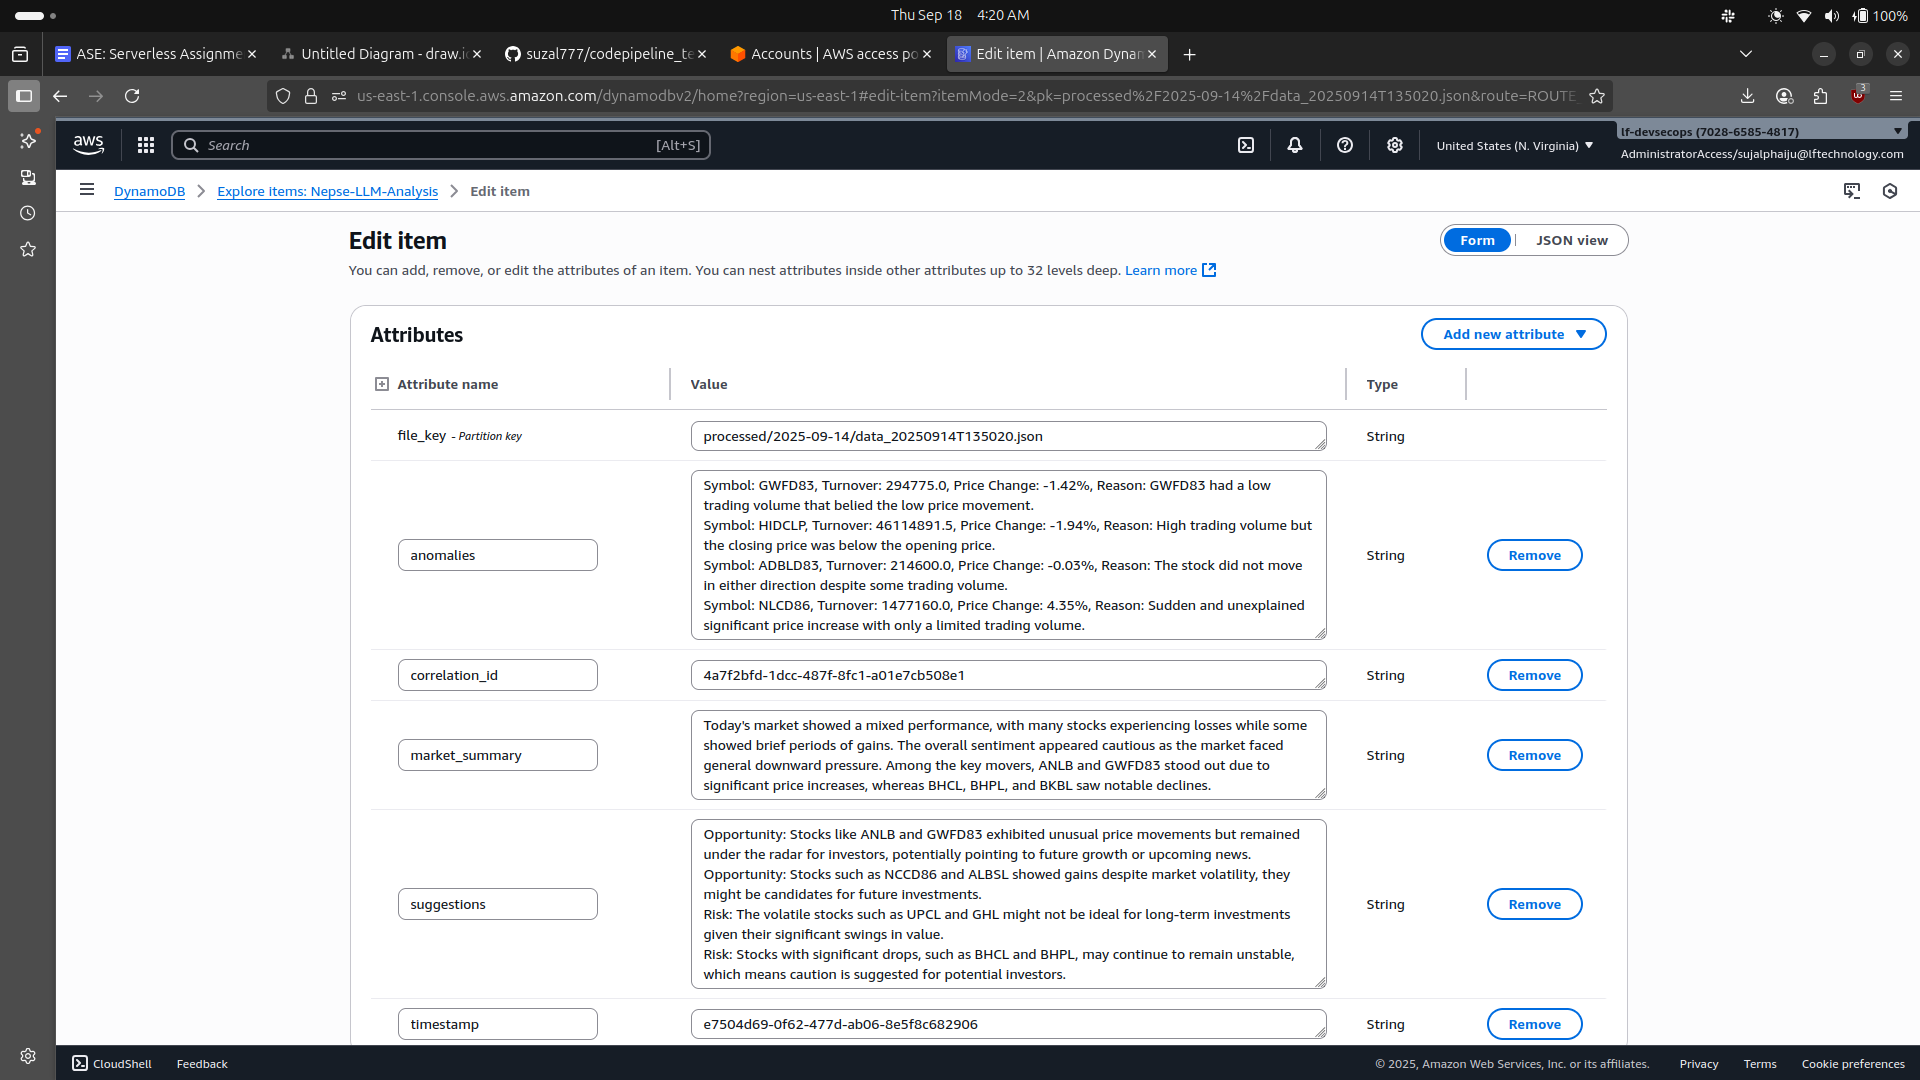 Thu Sep 18 4:20 AM
100%
ASE: Serverless Assignme
Untitled Diagram - draw.i
suzal777/codepipeline_te
Accounts | AWS access po
Edit item | Amazon Dynan
us-east-1.console.aws.amazon.com/dynamodbv2/home?region=us-east-1#edit-item?itemMode=2&pk=processed%2F2025-09-14%2Fdata_20250914T135020.json&route=ROUTE_
3
aws
Search
[Alt+S]
United States (N. Virginia)
lf-devsecops (7028-6585-4817)
AdministratorAccess/sujalphaiju@lftechnology.com
DynamoDB
Explore items: Nepse-LLM-Analysis
Edit item
Edit item
Form
JSON view
You can add, remove, or edit the attributes of an item. You can nest attributes inside other attributes up to 32 levels deep. Learn more
Attributes
Add new attribute
Attribute name
Value
Type
file_key - Partition key
processed/2025-09-14/data_20250914T135020.json
String
anomalies
Symbol: GWFD83, Turnover: 294775.0, Price Change: -1.42%, Reason: GWFD83 had a low
trading volume that belied the low price movement.
Symbol: HIDCLP, Turnover: 46114891.5, Price Change: -1.94%, Reason: High trading volume but
the closing price was below the opening price.
Symbol: ADBLD83, Turnover: 214600.0, Price Change: -0.03%, Reason: The stock did not move
in either direction despite some trading volume.
Symbol: NLCD86, Turnover: 1477160.0, Price Change: 4.35%, Reason: Sudden and unexplained
significant price increase with only a limited trading volume.
String
Remove
correlation_id
4a7f2bfd-1dcc-487f-8fc1-a01e7cb508e1
String
Remove
market_summary
Today's market showed a mixed performance, with many stocks experiencing losses while some
showed brief periods of gains. The overall sentiment appeared cautious as the market faced
general downward pressure. Among the key movers, ANLB and GWFD83 stood out due to
significant price increases, whereas BHCL, BHPL, and BKBL saw notable declines.
String
Remove
suggestions
Opportunity: Stocks like ANLB and GWFD83 exhibited unusual price movements but remained
under the radar for investors, potentially pointing to future growth or upcoming news.
Opportunity: Stocks such as NCCD86 and ALBSL showed gains despite market volatility, they
might be candidates for future investments.
Risk: The volatile stocks such as UPCL and GHL might not be ideal for long-term investments
given their significant swings in value.
Risk: Stocks with significant drops, such as BHCL and BHPL, may continue to remain unstable,
which means caution is suggested for potential investors.
String
Remove
timestamp
e7504d69-0f62-477d-ab06-8e5f8c682906
String
Remove
CloudShell
Feedback
© 2025, Amazon Web Services, Inc. or its affiliates.
Privacy
Terms
Cookie preferences